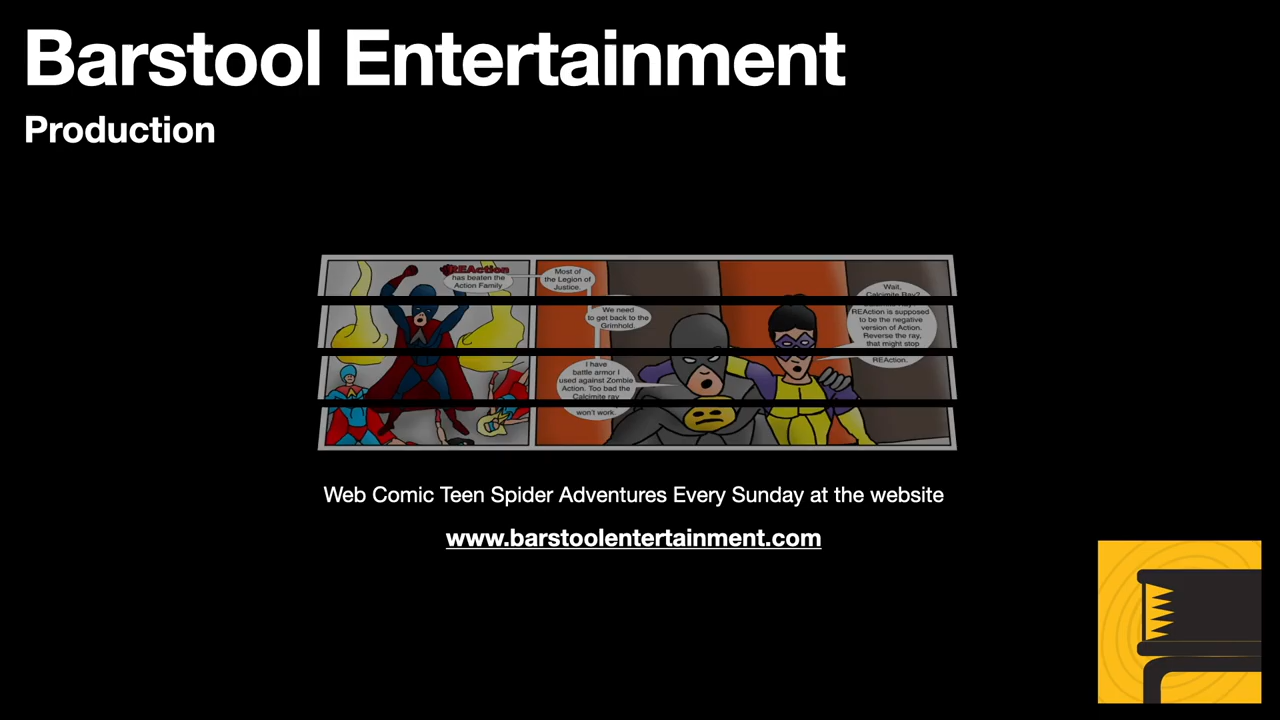 Barstool Entertainment
Production
REAction
has beaten the
Action Family
Most of
the Legion of
Justice.
We need
to get back to the
Grimhold.
I have
battle armor I
used against Zombie
Action. Too bad the
Calcimite ray
won't work
Wait,
Calcimite Ray?
REAction is supposed
to be the negative
version of Action.
Reverse the ray,
that might stop
REAction.
Web Comic Teen Spider Adventures Every Sunday at the website
www.barstoolentertainment.com